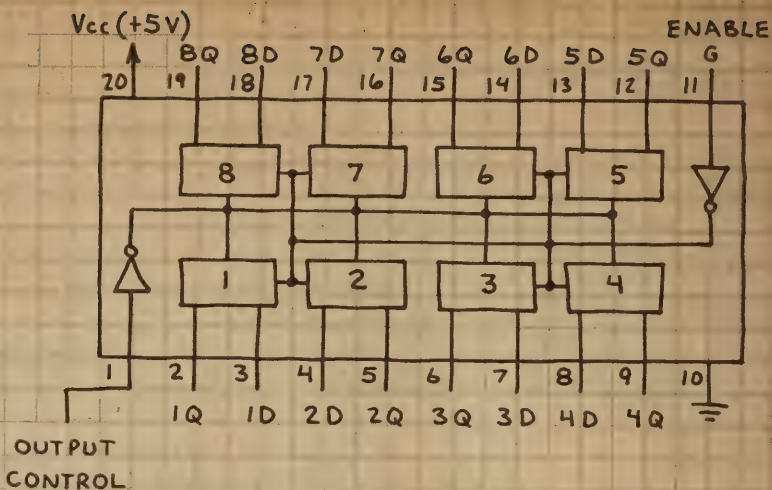 Vcc (+5V)
ENABLE
8Q 8D 7D 7Q 6Q 6D 5D 5Q G
20 19 18 17 16 15 14 13 12 11
8 7 6 5
1 2 3 4
1 2 3 4 5 6 7 8 9 10
1Q 1D 2D 2Q 3Q 3D 4D 4Q
OUTPUT
CONTROL